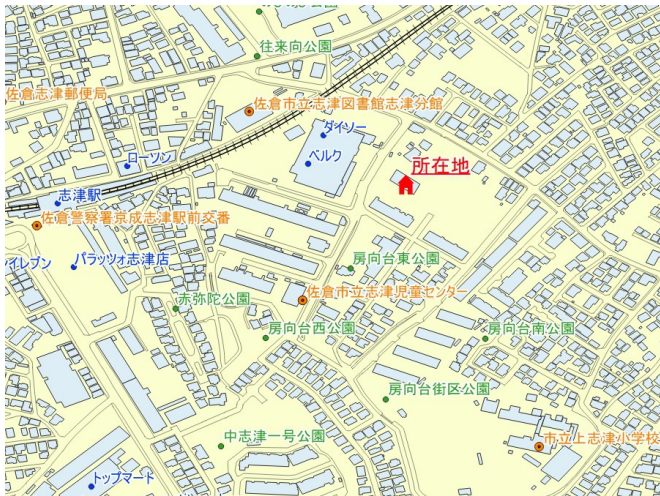 往来向公園
佐倉志津郵便局
佐倉市立志津図書館志津分館
ダイソー
ベルク
ローソン
所在地
志津駅
佐倉警察署京成志津駅前交番
イレブン
パラッツォ志津店
房向台東公園
赤弥陀公園
佐倉市立志津児童センター
房向台西公園
房向台南公園
房向台街区公園
中志津一号公園
市立上志津小学校
トップマート